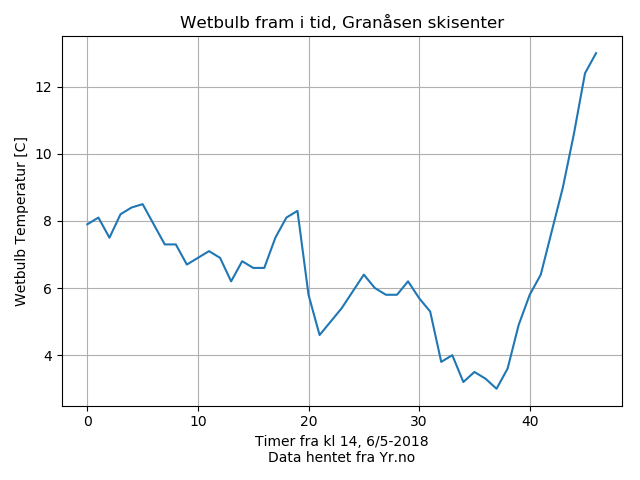 Wetbulb fram i tid, Granåsen skisenter
Wetbulb Temperatur [C]
12
10
8
6
4
0 10 20 30 40
Timer fra kl 14, 6/5-2018
Data hentet fra Yr.no